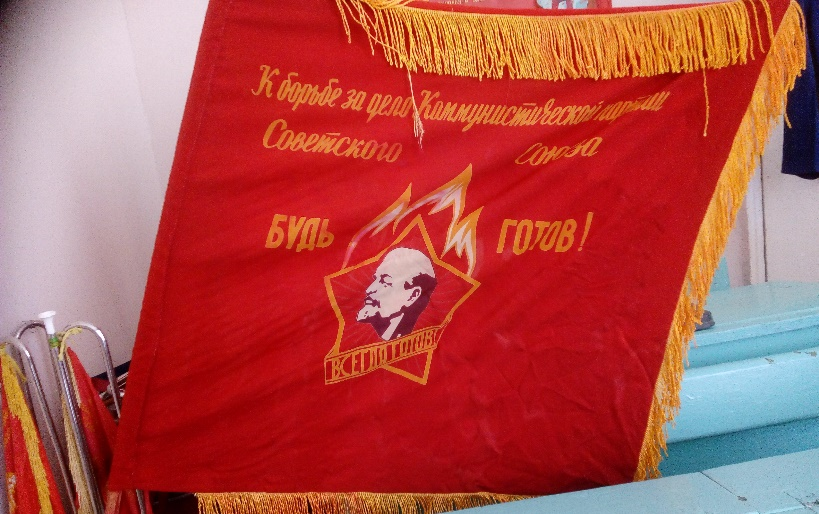 К борьбе за дело Коммунистической партии
Советского Союза
БУДЬ ГОТОВ!
ВСЕГДА ГОТОВ!